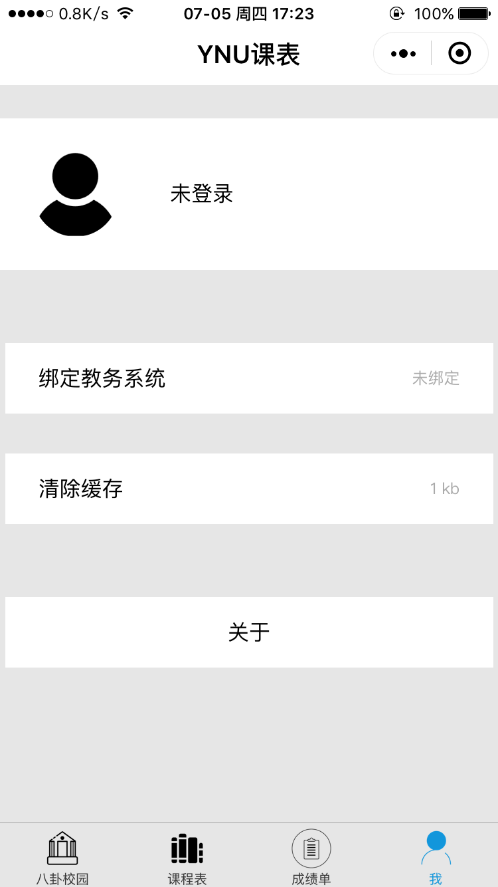 0.8K/s 07-05 周四 17:23 100%
YNU课表
未登录
绑定教务系统 未绑定
清除缓存 1 kb
关于
八卦校园 课程表 成绩单 我